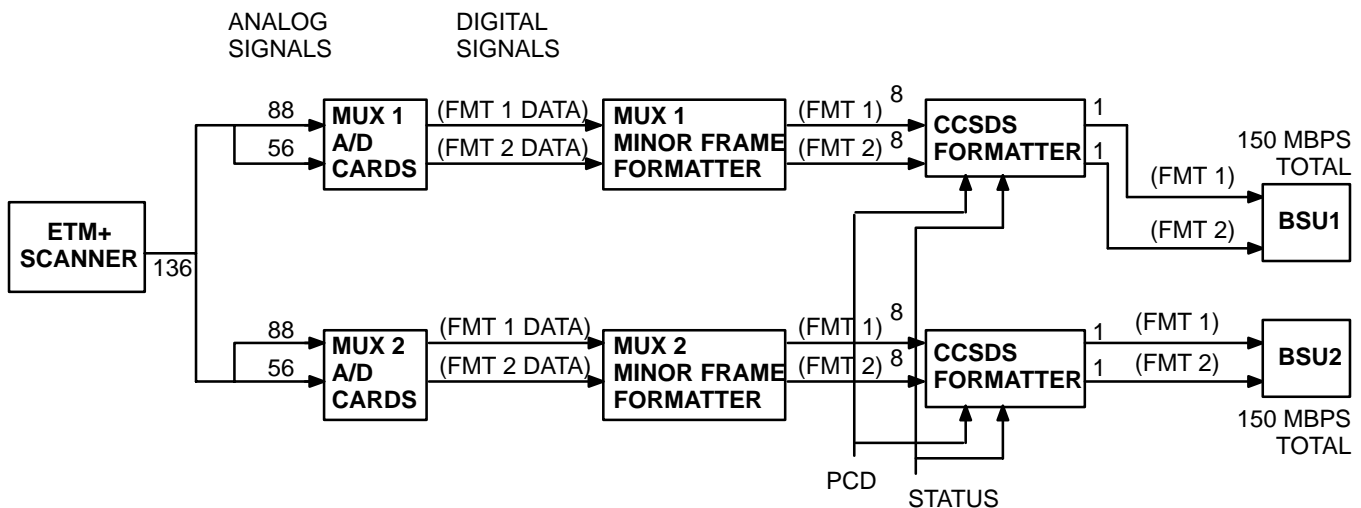 ANALOG
SIGNALS
DIGITAL
SIGNALS
88
56
MUX 1
A/D
CARDS
(FMT 1 DATA)
(FMT 2 DATA)
MUX 1
MINOR FRAME
FORMATTER
(FMT 1)
8
(FMT 2)
8
CCSDS
FORMATTER
1
1
(FMT 1)
(FMT 2)
150 MBPS
TOTAL
BSU1
ETM+
SCANNER
136
88
56
MUX 2
A/D
CARDS
(FMT 1 DATA)
(FMT 2 DATA)
MUX 2
MINOR FRAME
FORMATTER
(FMT 1)
8
(FMT 2)
8
CCSDS
FORMATTER
1
1
(FMT 1)
(FMT 2)
BSU2
150 MBPS
TOTAL
PCD
STATUS